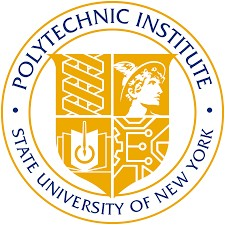 POLYTECHNIC INSTITUTE
STATE UNIVERSITY OF NEW YORK